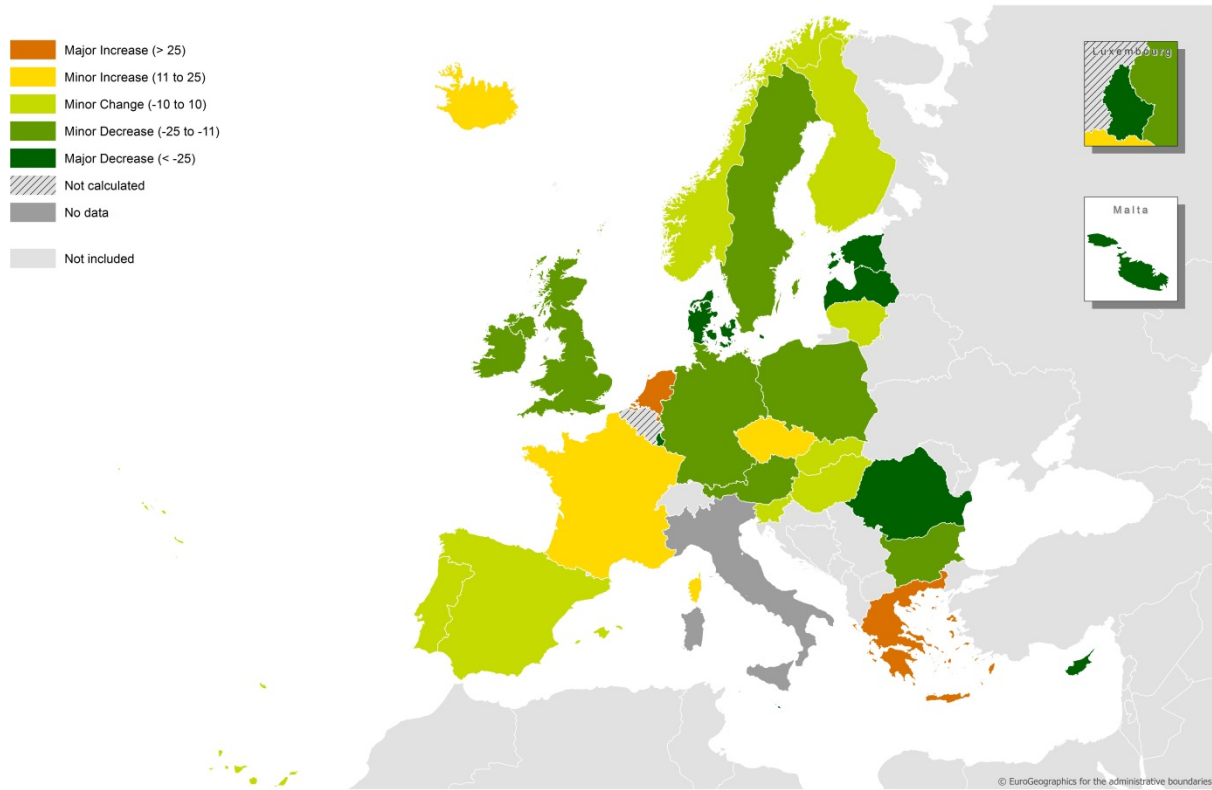 Major Increase (> 25)
Minor Increase (11 to 25)
Minor Change (-10 to 10)
Minor Decrease (-25 to -11)
Major Decrease (< -25)
Not calculated
No data
Not included
Luxembourg
Malta
© EuroGeographics for the administrative boundaries